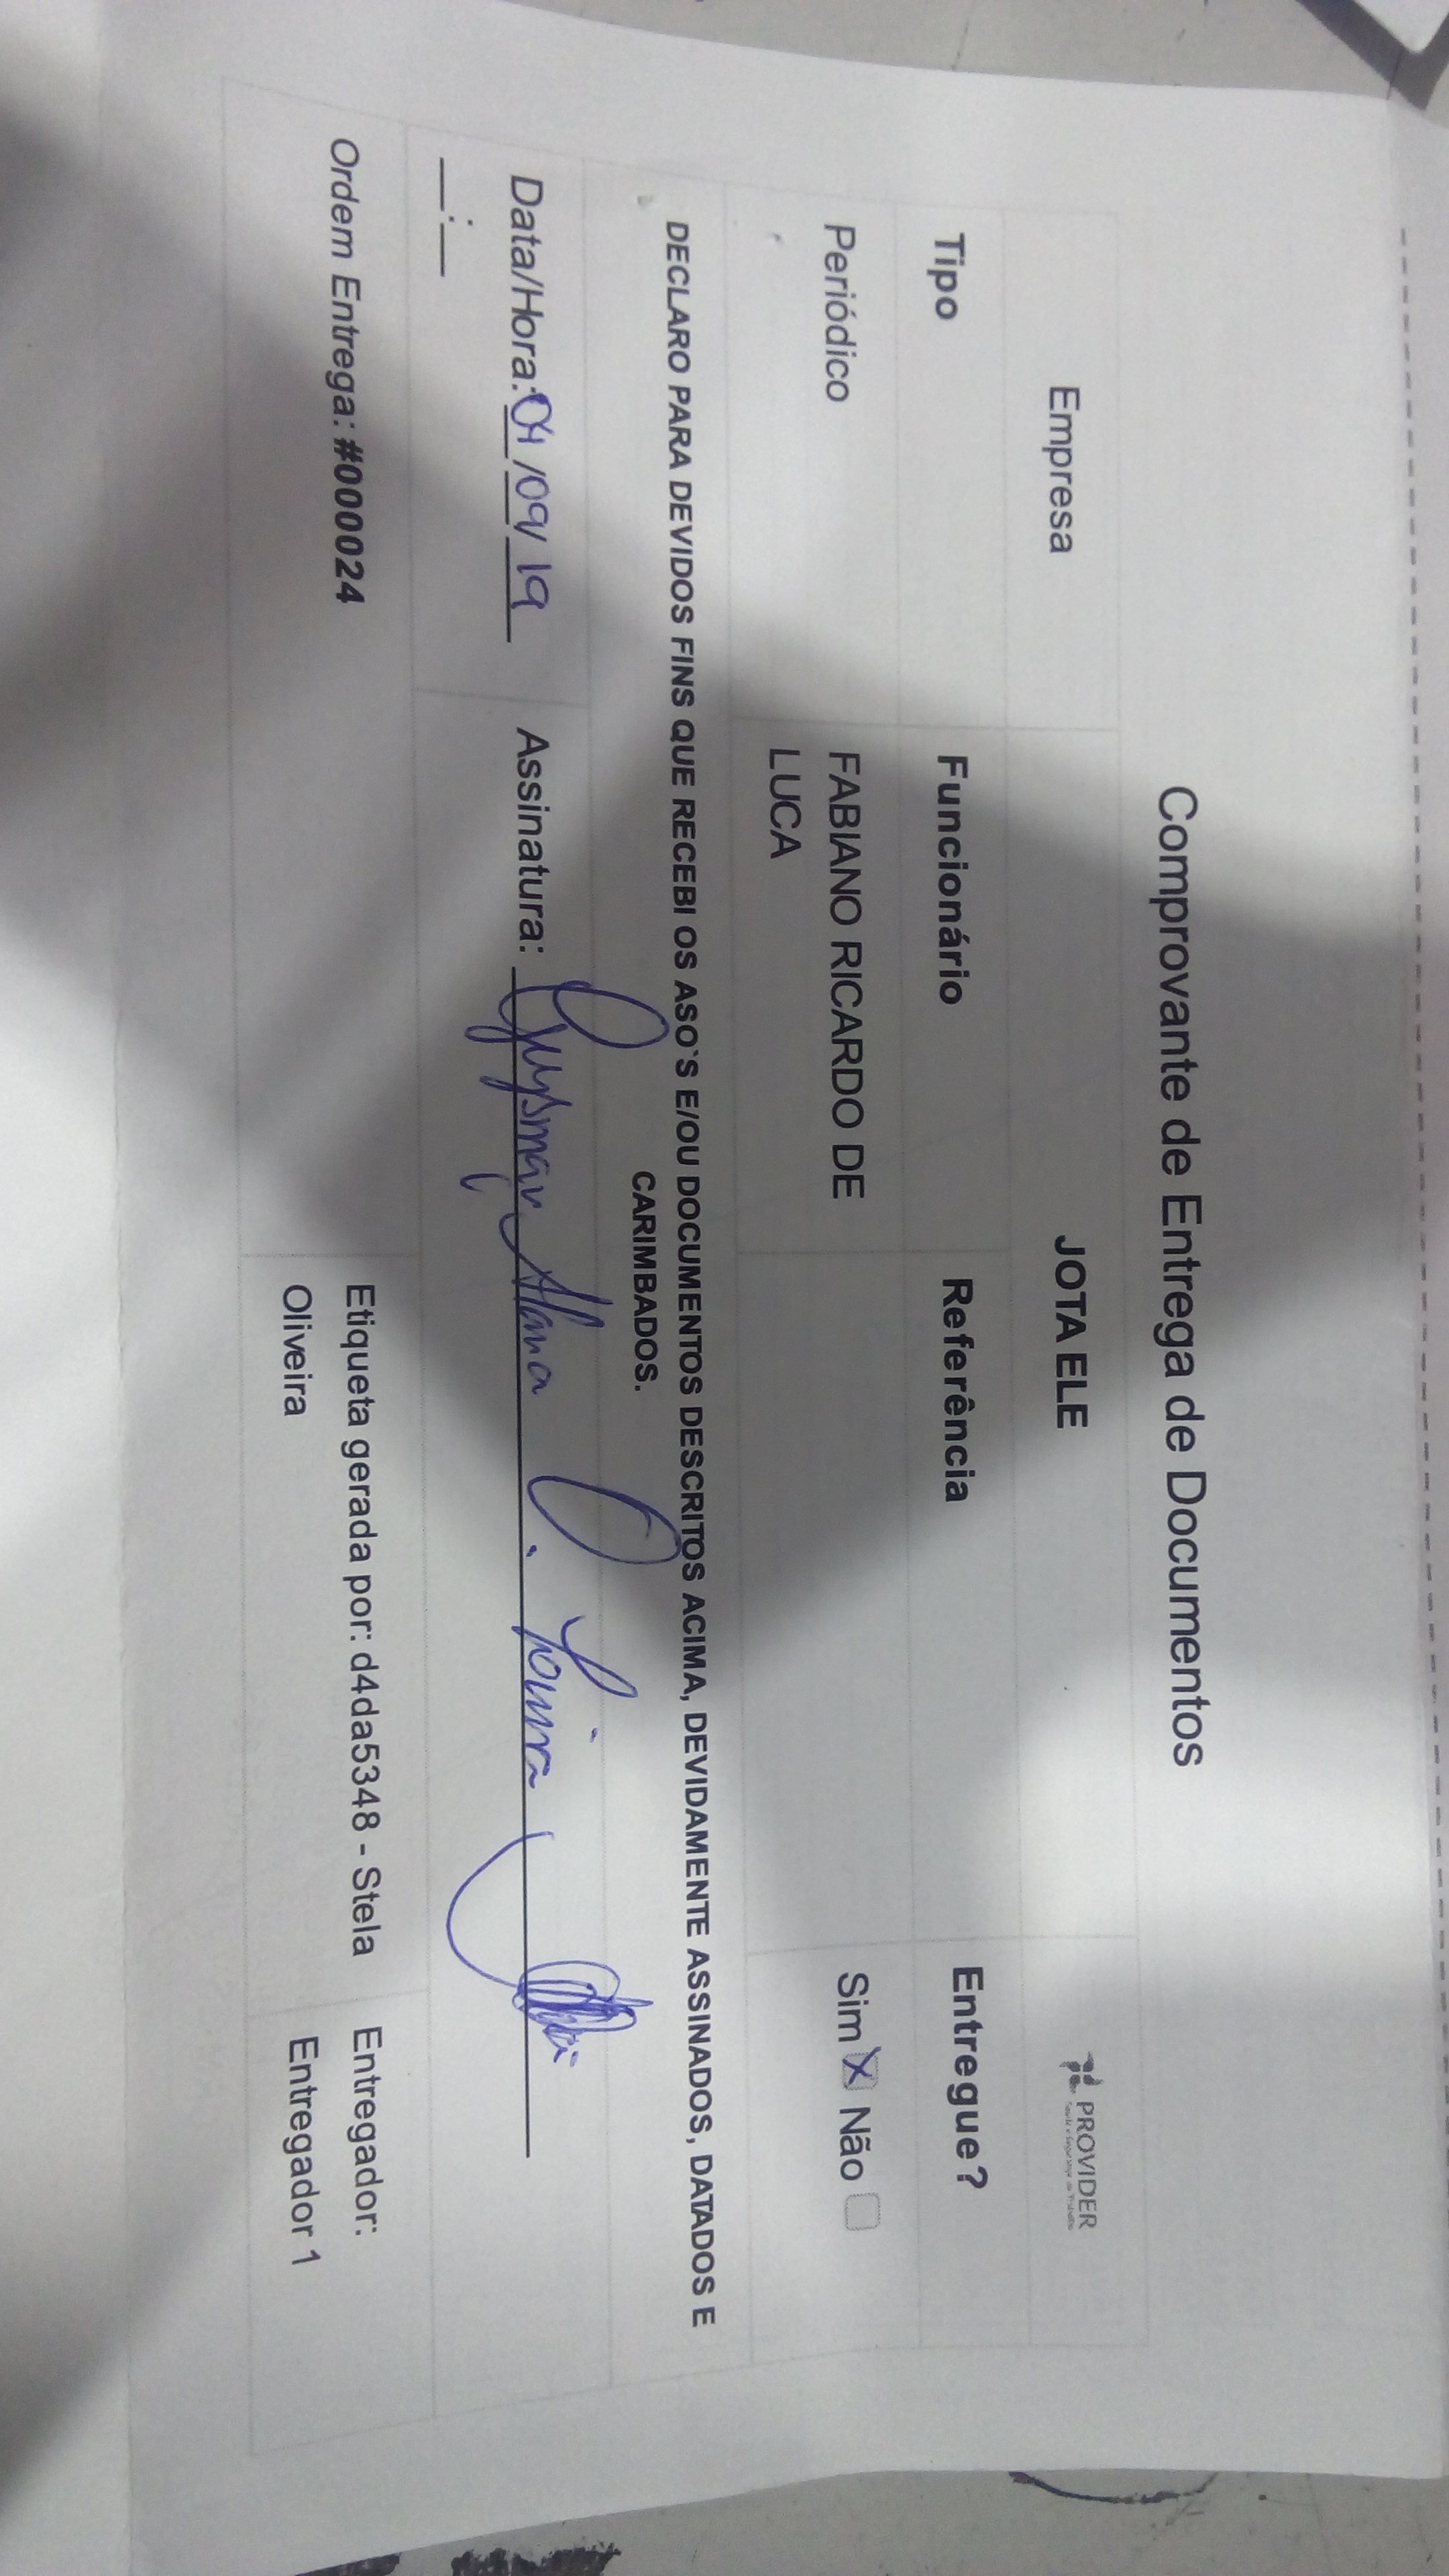 Comprovante de Entrega de Documentos
Empresa JOTA ELE PROVIDER
Tipo Funcionário Referência Entregue?
Periódico FABIANO RICARDO DE Sim X Não
LUCA
DECLARO PARA DEVIDOS FINS QUE RECEBI OS ASO`S E/OU DOCUMENTOS DESCRITOS ACIMA, DEVIDAMENTE ASSINADOS, DATADOS E
CARIMBADOS.
Data/Hora: 04/09/19 Assinatura: Alana
__:__
Ordem Entrega: #000024 Etiqueta gerada por: d4da5348 - Stela Entregador:
Oliveira Entregador 1